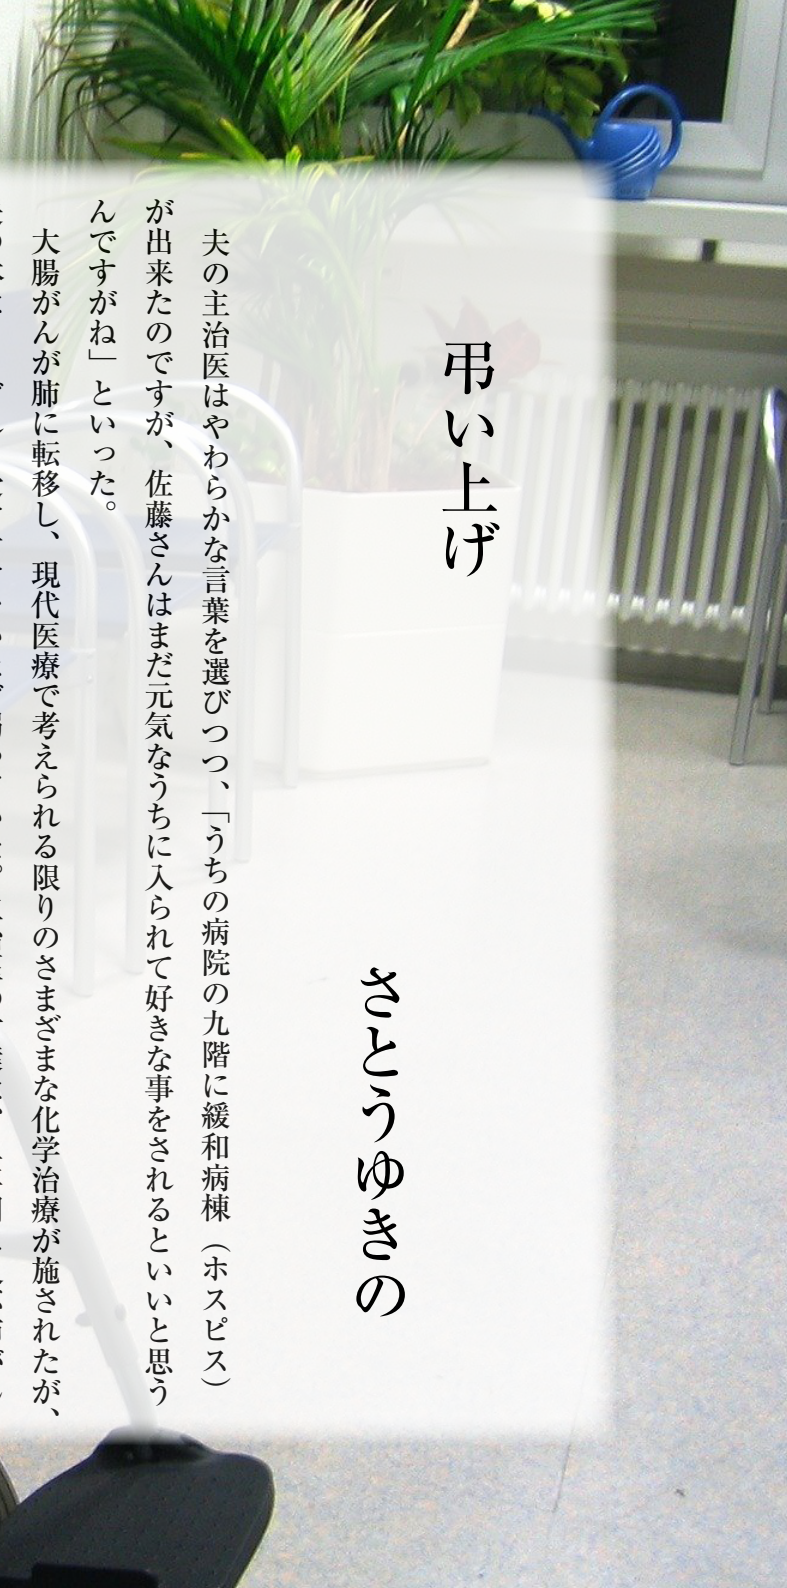 弔い上げ
さとうゆきの
夫の主治医はやわらかな言葉を選びつつ、「うちの病院の九階に緩和病棟（ホスピス）
が出来たのですが、佐藤さんはまだ元気なうちに入られて好きな事をされるといいと思う
んですがね」といった。
大腸がんが肺に転移し、現代医療で考えられる限りのさまざまな化学治療が施されたが、